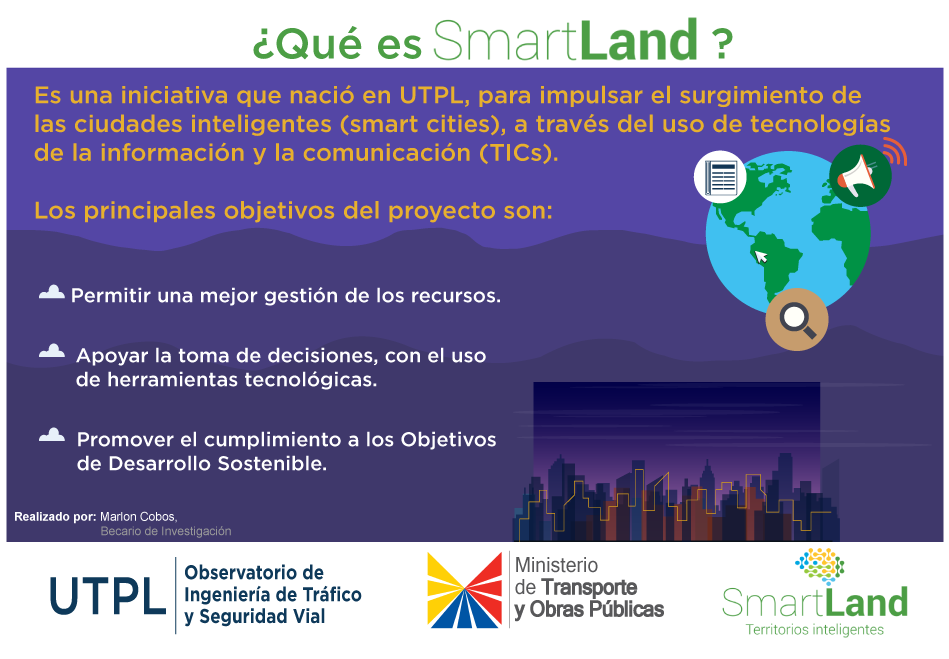 ¿Qué es SmartLand ?
Es una iniciativa que nació en UTPL, para impulsar el surgimiento de
las ciudades inteligentes (smart cities), a través del uso de tecnologías
de la información y la comunicación (TICs).
Los principales objetivos del proyecto son:
Permitir una mejor gestión de los recursos.
Apoyar la toma de decisiones, con el uso
de herramientas tecnológicas.
Promover el cumplimiento a los Objetivos
de Desarrollo Sostenible.
Realizado por: Marlon Cobos,
Becario de Investigación
UTPL
Observatorio de
Ingeniería de Tráfico
y Seguridad Vial
Ministerio
de Transporte
y Obras Públicas
SmartLand
Territorios inteligentes